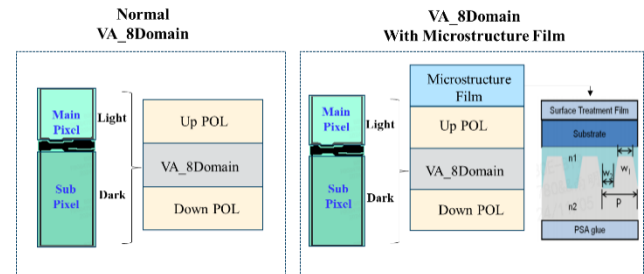 Normal
VA_8Domain
Main
Pixel
Sub
Pixel
Light
Dark
Up POL
VA_8Domain
Down POL
VA_8Domain
With Microstructure Film
Main
Pixel
Sub
Pixel
Light
Dark
Microstructure
Film
Up POL
VA_8Domain
Down POL
Surface Treatment Film
Substrate
n1
w1
w2
P
n2
PSA glue